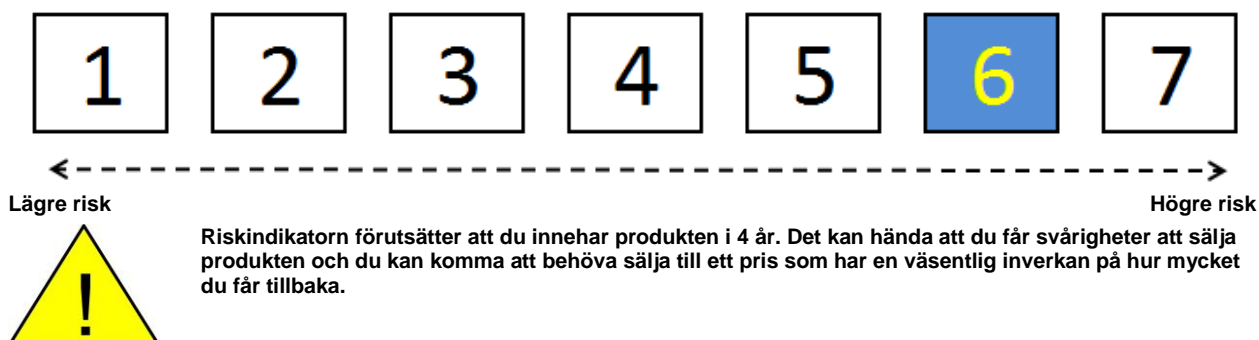 1 2 3 4 5 6 7
Lägre risk Högre risk
Riskindikatorn förutsätter att du innehar produkten i 4 år. Det kan hända att du får svårigheter att sälja
produkten och du kan komma att behöva sälja till ett pris som har en väsentlig inverkan på hur mycket
du får tillbaka.
!